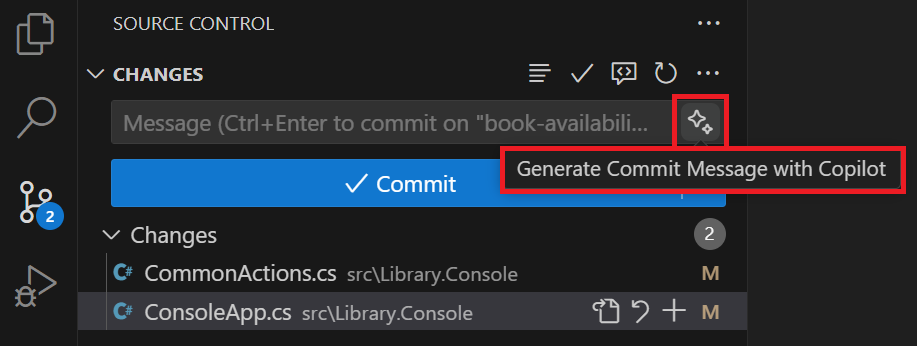 SOURCE CONTROL
CHANGES
Message (Ctrl+Enter to commit on "book-availabili...
Generate Commit Message with Copilot
Commit
2
Changes 2
C# CommonActions.cs src\Library.Console M
C# ConsoleApp.cs src\Library.Console M